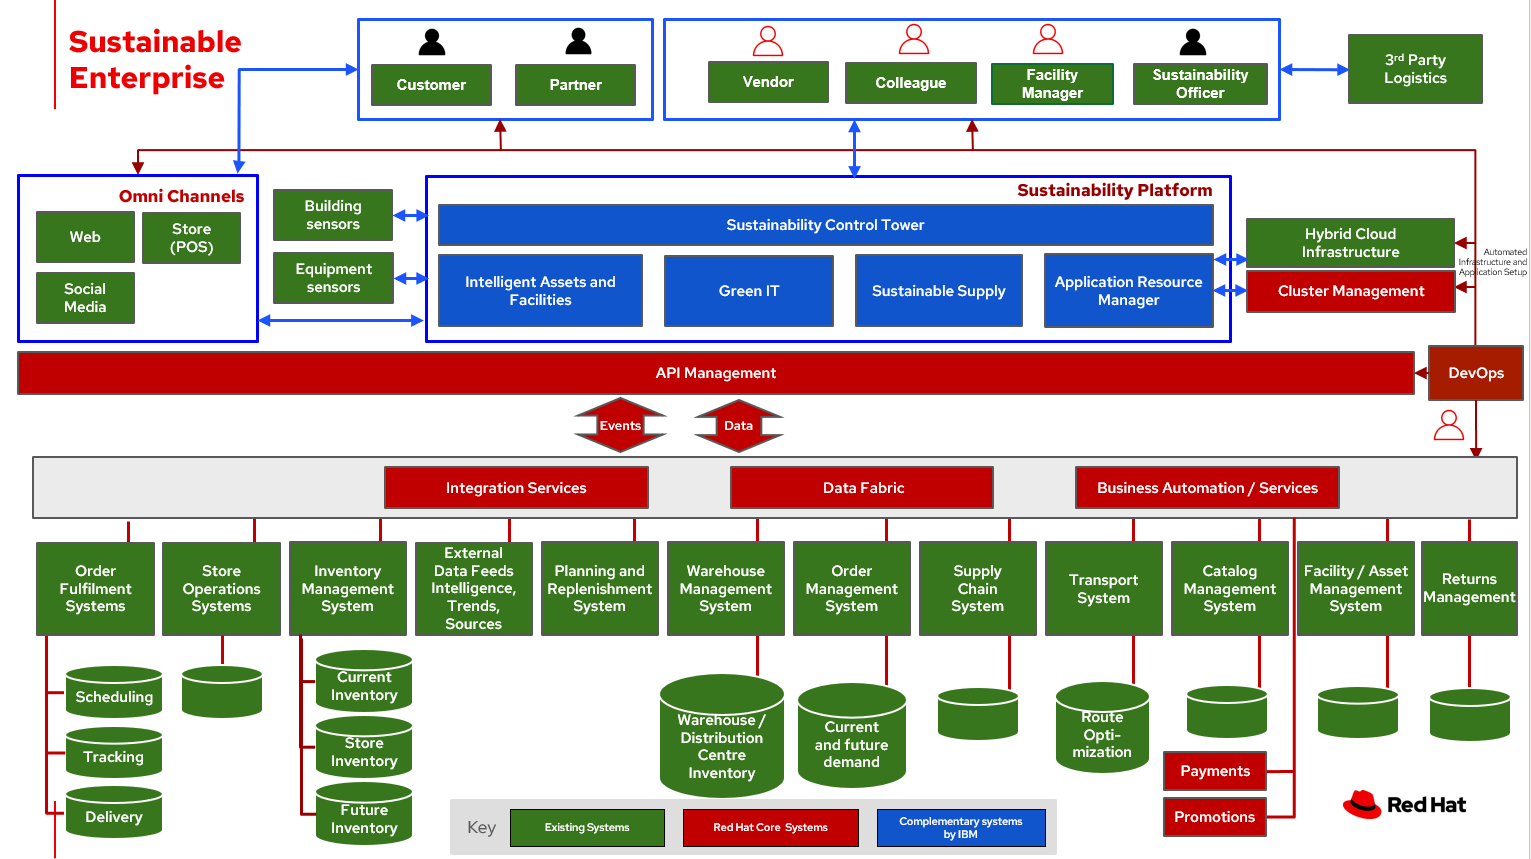 Sustainable
Enterprise
Customer
Partner
Vendor
Colleague
Facility
Manager
Sustainability
Officer
3rd Party
Logistics
Omni Channels
Web
Store
(POS)
Social
Media
Building
sensors
Equipment
sensors
Sustainability Platform
Sustainability Control Tower
Intelligent Assets and
Facilities
Green IT
Sustainable Supply
Application Resource
Manager
Hybrid Cloud
Infrastructure
Cluster Management
Automated
Infrastructure and
Application Setup
API Management
DevOps
Events
Data
Integration Services
Data Fabric
Business Automation / Services
Order
Fulfilment
Systems
Store
Operations
Systems
Inventory
Management
System
External
Data Feeds
Intelligence,
Trends,
Sources
Planning and
Replenishment
System
Warehouse
Management
System
Order
Management
System
Supply
Chain
System
Transport
System
Catalog
Management
System
Facility / Asset
Management
System
Returns
Management
Scheduling
Tracking
Delivery
Current
Inventory
Store
Inventory
Future
Inventory
Warehouse /
Distribution
Centre
Inventory
Current
and future
demand
Route
Opti-
mization
Payments
Promotions
Key
Existing Systems
Red Hat Core Systems
Complementary systems
by IBM
Red Hat